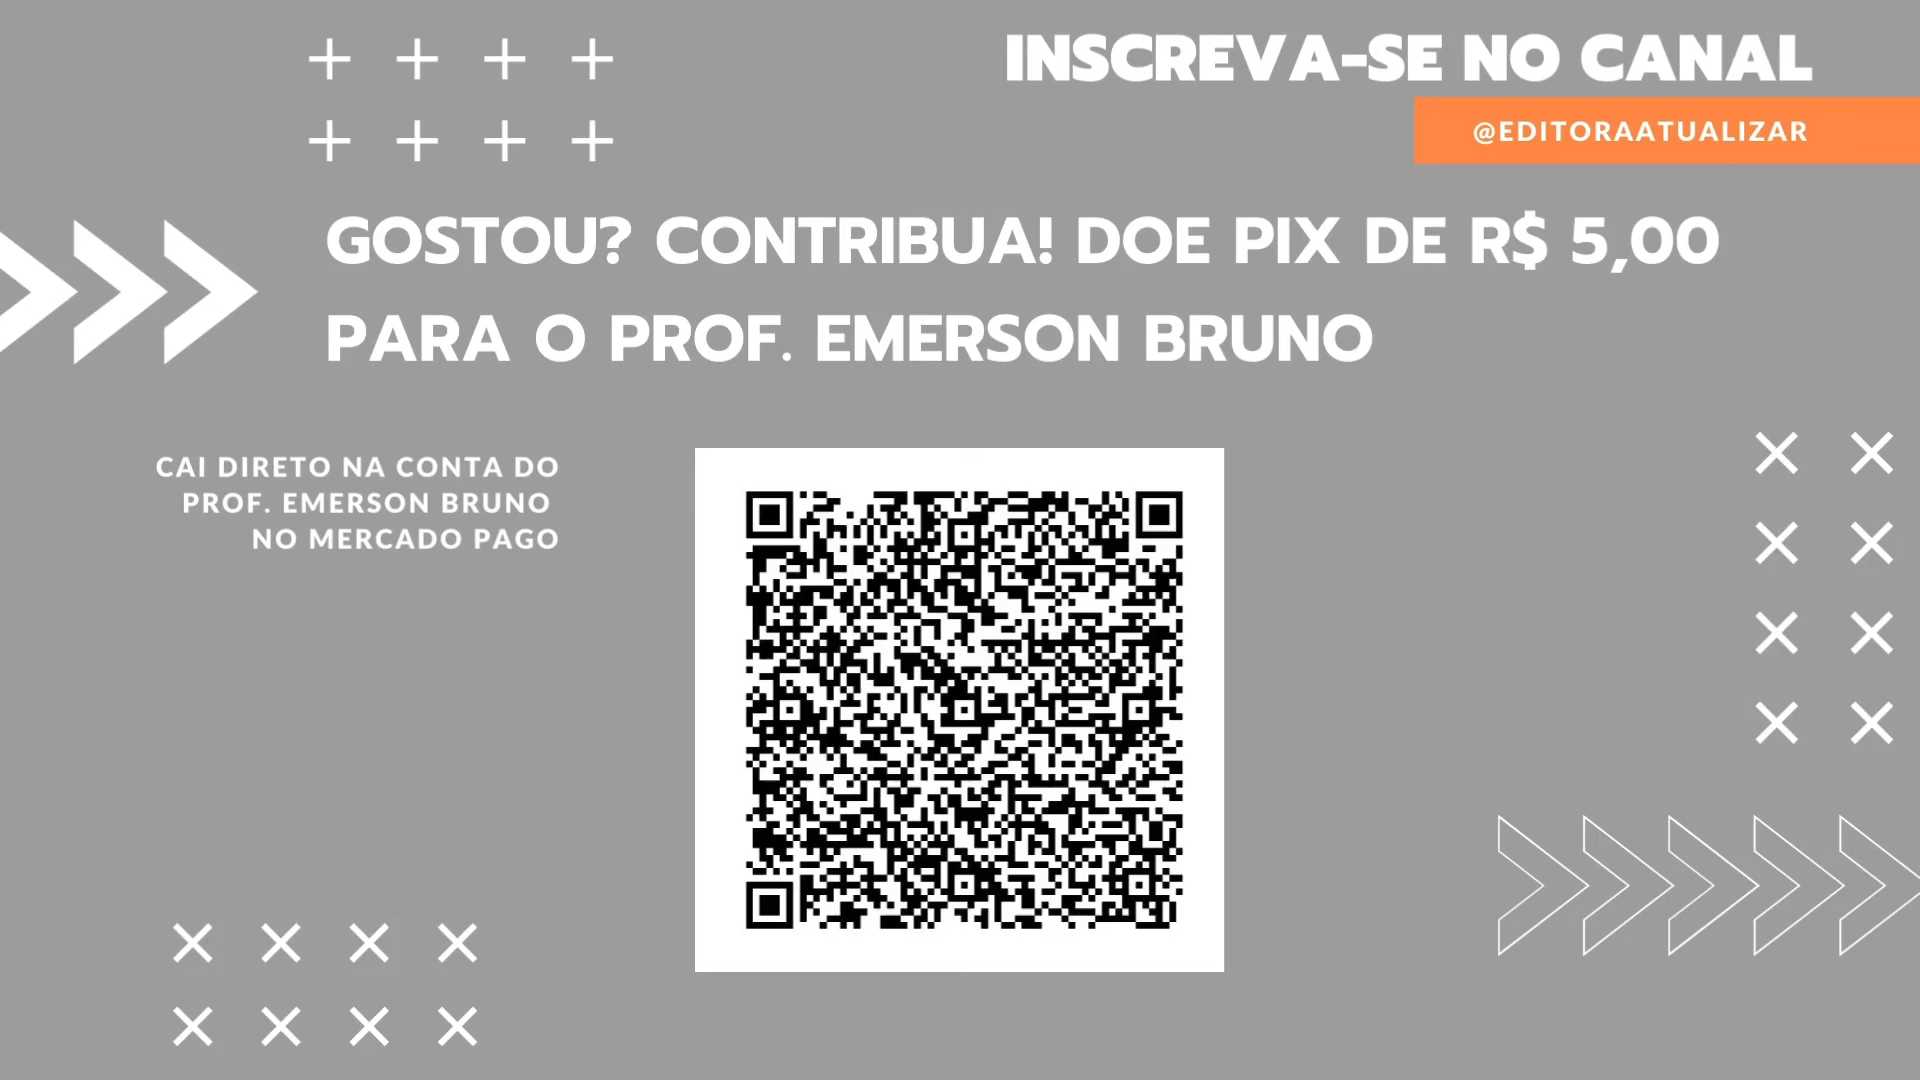 INSCREVA-SE NO CANAL
@EDITORAATUALIZAR
GOSTOU? CONTRIBUA! DOE PIX DE R$ 5,00
PARA O PROF. EMERSON BRUNO
CAI DIRETO NA CONTA DO
PROF. EMERSON BRUNO
NO MERCADO PAGO